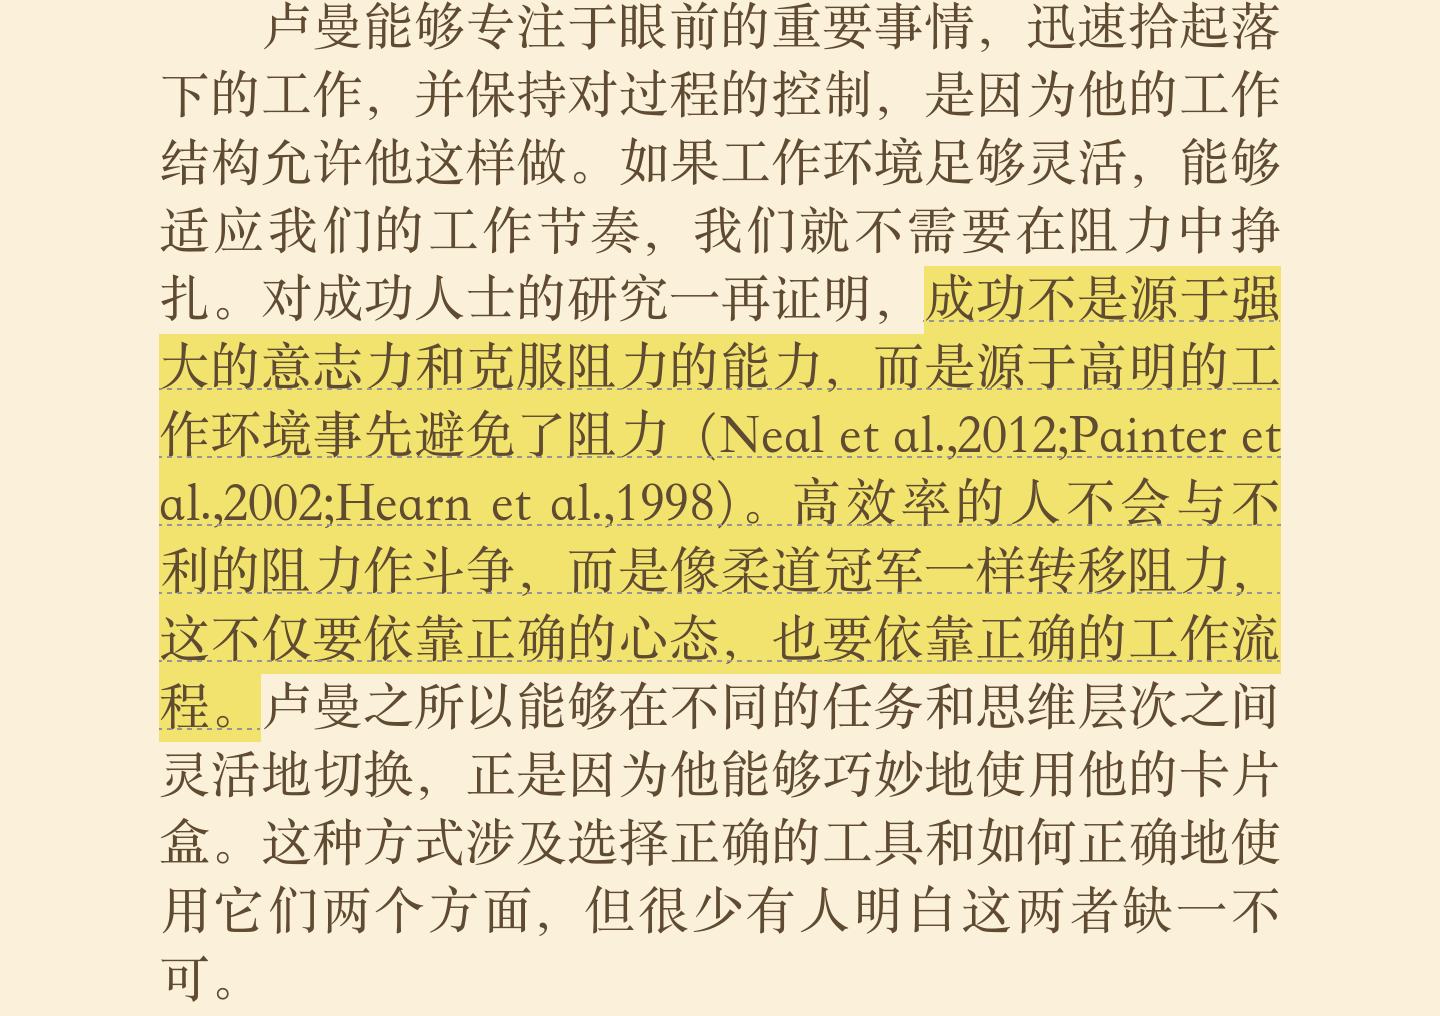 卢曼能够专注于眼前的重要事情，迅速拾起落
下的工作，并保持对过程的控制，是因为他的工作
结构允许他这样做。如果工作环境足够灵活，能够
适应我们的工作节奏，我们就不需要在阻力中挣
扎。对成功人士的研究一再证明，成功不是源于强
大的意志力和克服阻力的能力，而是源于高明的工
作环境事先避免了阻力（Neal et al.,2012;Painter et
al.,2002;Hearn et al.,1998）。高效率的人不会与不
利的阻力作斗争，而是像柔道冠军一样转移阻力，
这不仅要依靠正确的心态，也要依靠正确的工作流
程。卢曼之所以能够在不同的任务和思维层次之间
灵活地切换，正是因为他能够巧妙地使用他的卡片
盒。这种方式涉及选择正确的工具和如何正确地使
用它们两个方面，但很少有人明白这两者缺一不
可。